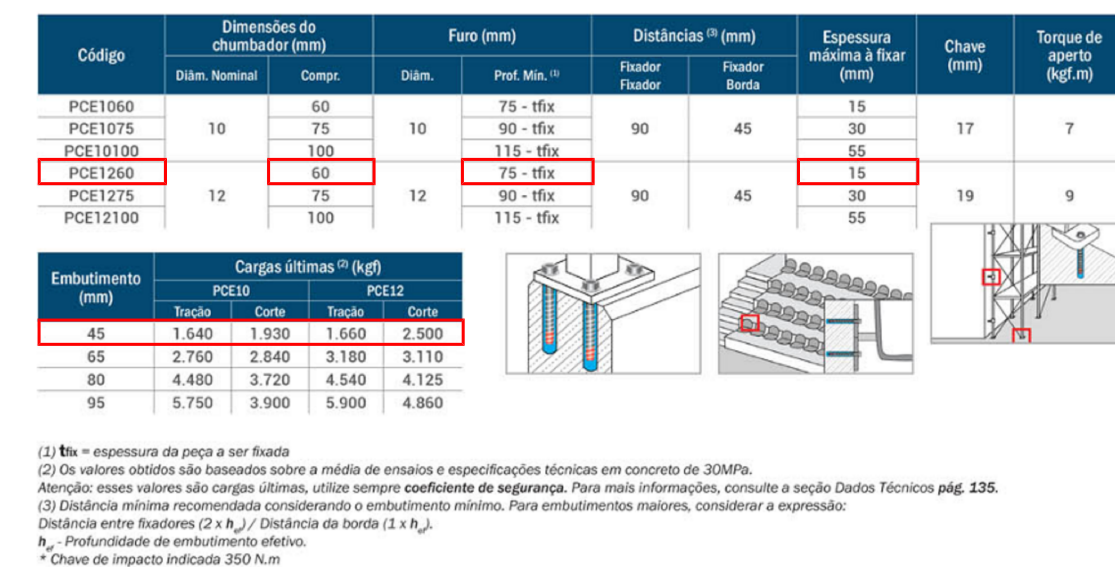 Código Dimensões do chumbador (mm) Furo (mm) Distâncias (3) (mm) Espessura máxima à fixar (mm) Chave (mm) Torque de aperto (kgf.m)
Diâm. Nominal Compr. Diâm. Prof. Mín. (1) Fixador Fixador Fixador Borda
PCE1060 60 75 - tfix 15
PCE1075 10 75 10 90 - tfix 90 45 30 17 7
PCE10100 100 115 - tfix 55
PCE1260 60 75 - tfix 15
PCE1275 12 75 12 90 - tfix 90 45 30 19 9
PCE12100 100 115 - tfix 55
Embutimento (mm) Cargas últimas (2) (kgf)
PCE10 PCE12
Tração Corte Tração Corte
45 1.640 1.930 1.660 2.500
65 2.760 2.840 3.180 3.110
80 4.480 3.720 4.540 4.125
95 5.750 3.900 5.900 4.860
(1) tfix = espessura da peça a ser fixada
(2) Os valores obtidos são baseados sobre a média de ensaios e especificações técnicas em concreto de 30MPa.
Atenção: esses valores são cargas últimas, utilize sempre coeficiente de segurança. Para mais informações, consulte a seção Dados Técnicos pág. 135.
(3) Distância mínima recomendada considerando o embutimento mínimo. Para embutimentos maiores, considerar a expressão:
Distância entre fixadores (2 x hef) / Distância da borda (1 x hef).
hef - Profundidade de embutimento efetivo.
* Chave de impacto indicada 350 N.m